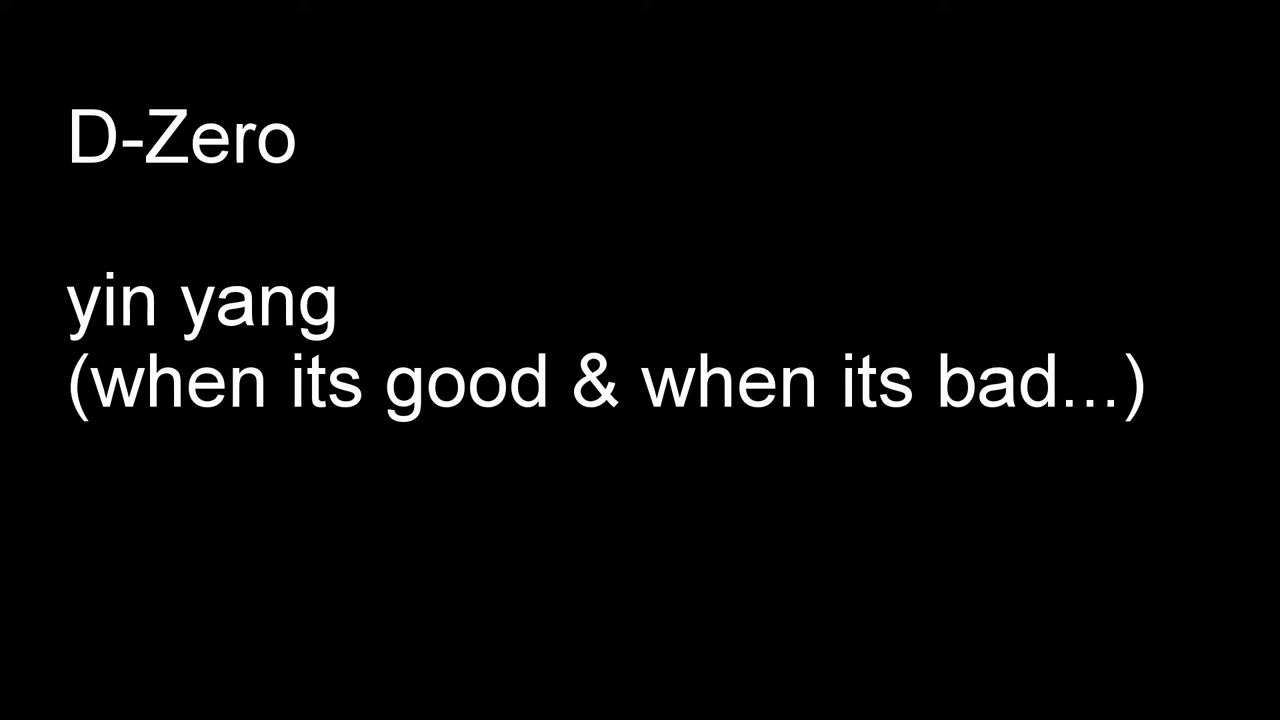 D-Zero
yin yang
(when its good & when its bad...)